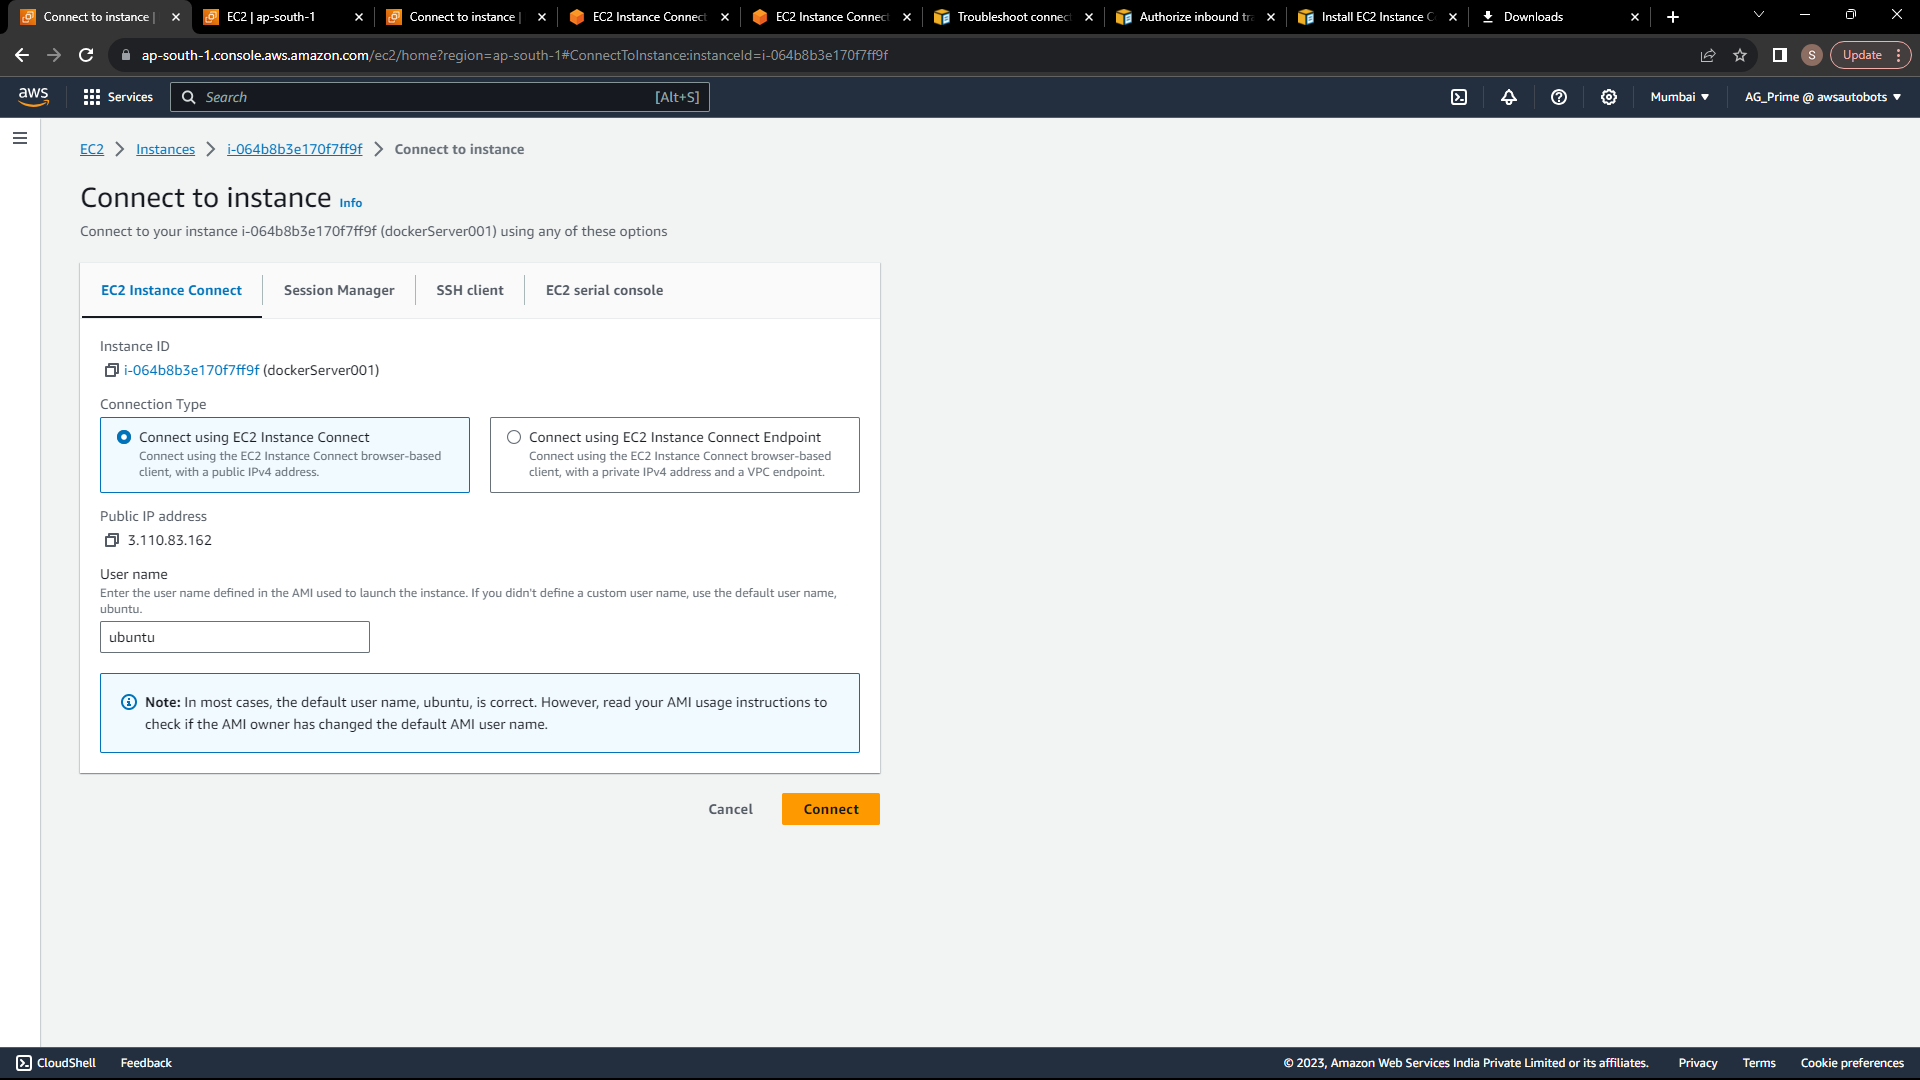 Connect to instance |
EC2 | ap-south-1
Connect to instance |
EC2 Instance Connect
EC2 Instance Connect
Troubleshoot connect
Authorize inbound tra
Install EC2 Instance C
Downloads
ap-south-1.console.aws.amazon.com/ec2/home?region=ap-south-1#ConnectToInstance:instanceId=i-064b8b3e170f7ff9f
S
Update
aws
Services
Search
[Alt+S]
Mumbai
AG_Prime @ awsautobots
EC2
Instances
i-064b8b3e170f7ff9f
Connect to instance
Connect to instance Info
Connect to your instance i-064b8b3e170f7ff9f (dockerServer001) using any of these options
EC2 Instance Connect
Session Manager
SSH client
EC2 serial console
Instance ID
i-064b8b3e170f7ff9f (dockerServer001)
Connection Type
Connect using EC2 Instance Connect
Connect using the EC2 Instance Connect browser-based
client, with a public IPv4 address.
Connect using EC2 Instance Connect Endpoint
Connect using the EC2 Instance Connect browser-based
client, with a private IPv4 address and a VPC endpoint.
Public IP address
3.110.83.162
User name
Enter the user name defined in the AMI used to launch the instance. If you didn't define a custom user name, use the default user name,
ubuntu.
ubuntu
Note: In most cases, the default user name, ubuntu, is correct. However, read your AMI usage instructions to
check if the AMI owner has changed the default AMI user name.
Cancel
Connect
CloudShell
Feedback
© 2023, Amazon Web Services India Private Limited or its affiliates.
Privacy
Terms
Cookie preferences